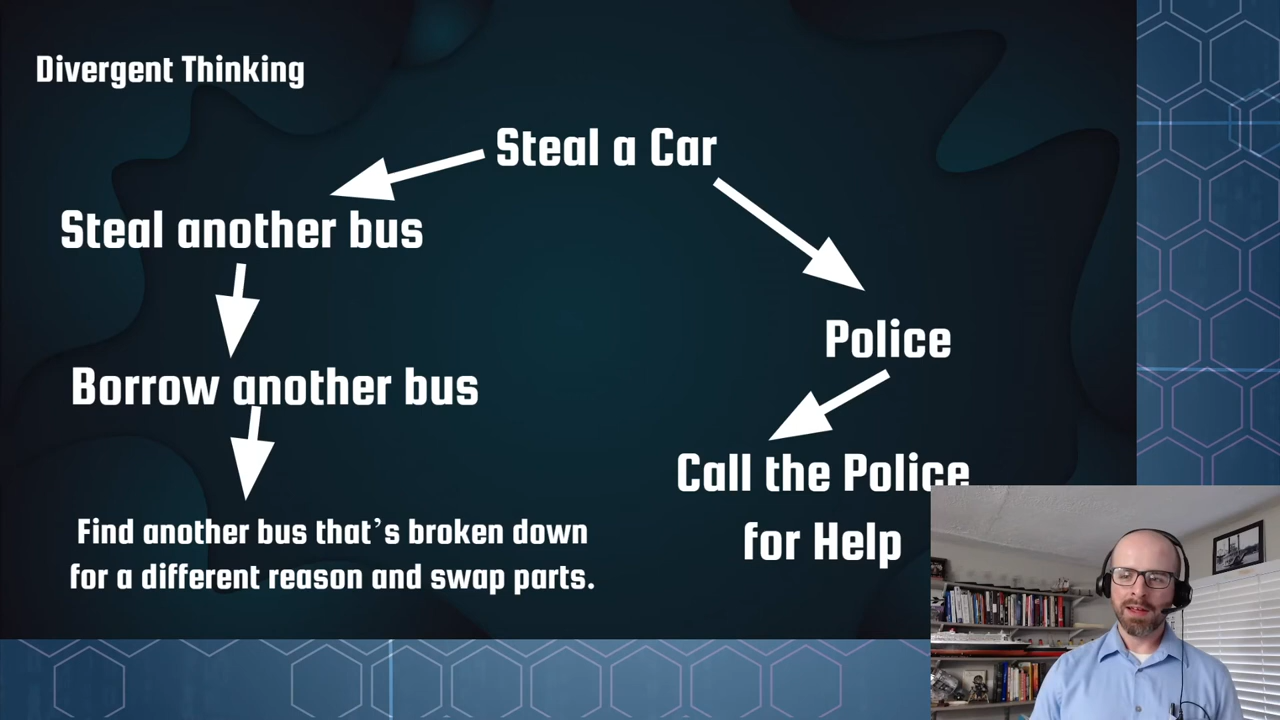 Divergent Thinking
Steal a Car
Steal another bus
Police
Borrow another bus
Call the Police
for Help
Find another bus that’s broken down
for a different reason and swap parts.